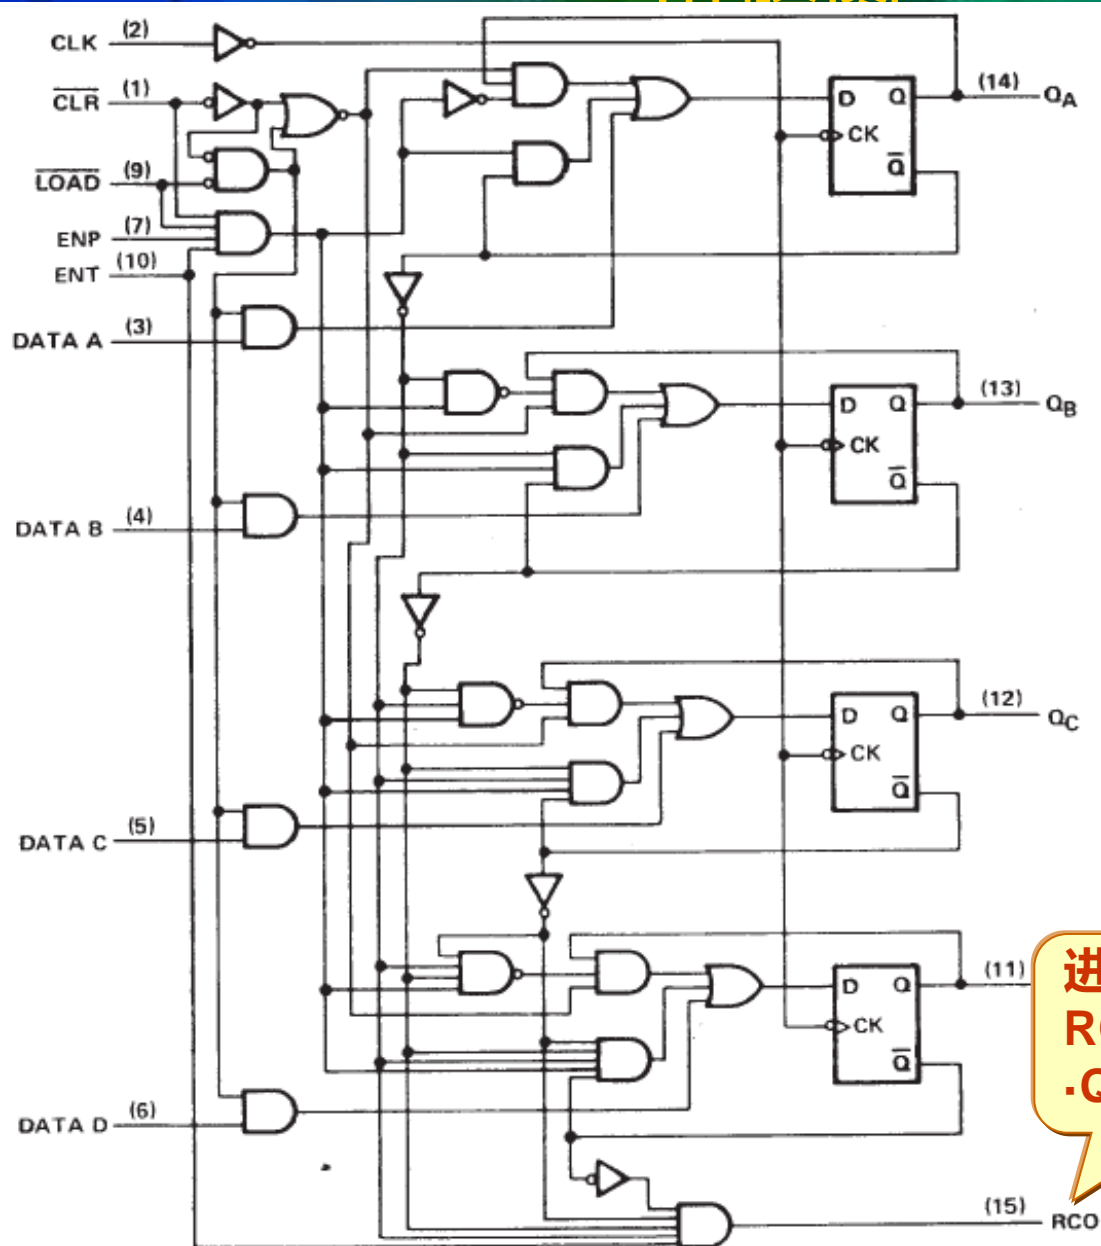 CLK (2)
CLR (1)
LOAD (9)
ENP (7)
ENT (10)
DATA A (3)
DATA B (4)
DATA C (5)
DATA D (6)
D Q
CK
Q
(14) QA
D Q
CK
Q
(13) QB
D Q
CK
Q
(12) QC
D Q
CK
Q
(11)
进
R
·Q
(15) RCO